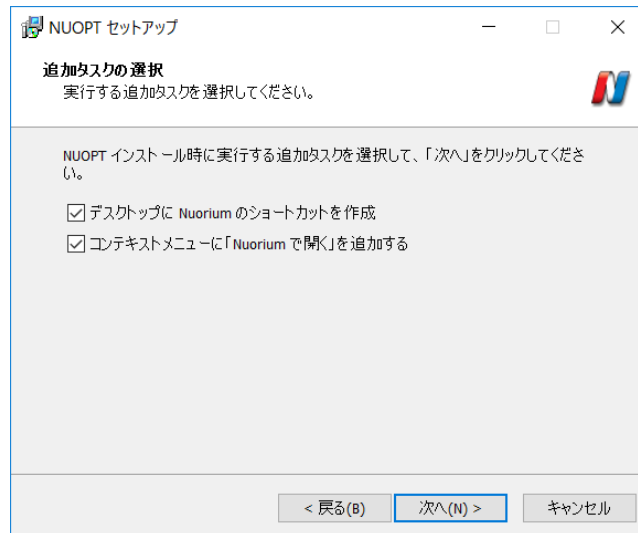 NUOPT セットアップ
追加タスクの選択
実行する追加タスクを選択してください。
NUOPT インストール時に実行する追加タスクを選択して、「次へ」をクリックしてくださ
い。
デスクトップに Nuorium のショートカットを作成
コンテキストメニューに「Nuorium で開く」を追加する
< 戻る(B)
次へ(N) >
キャンセル